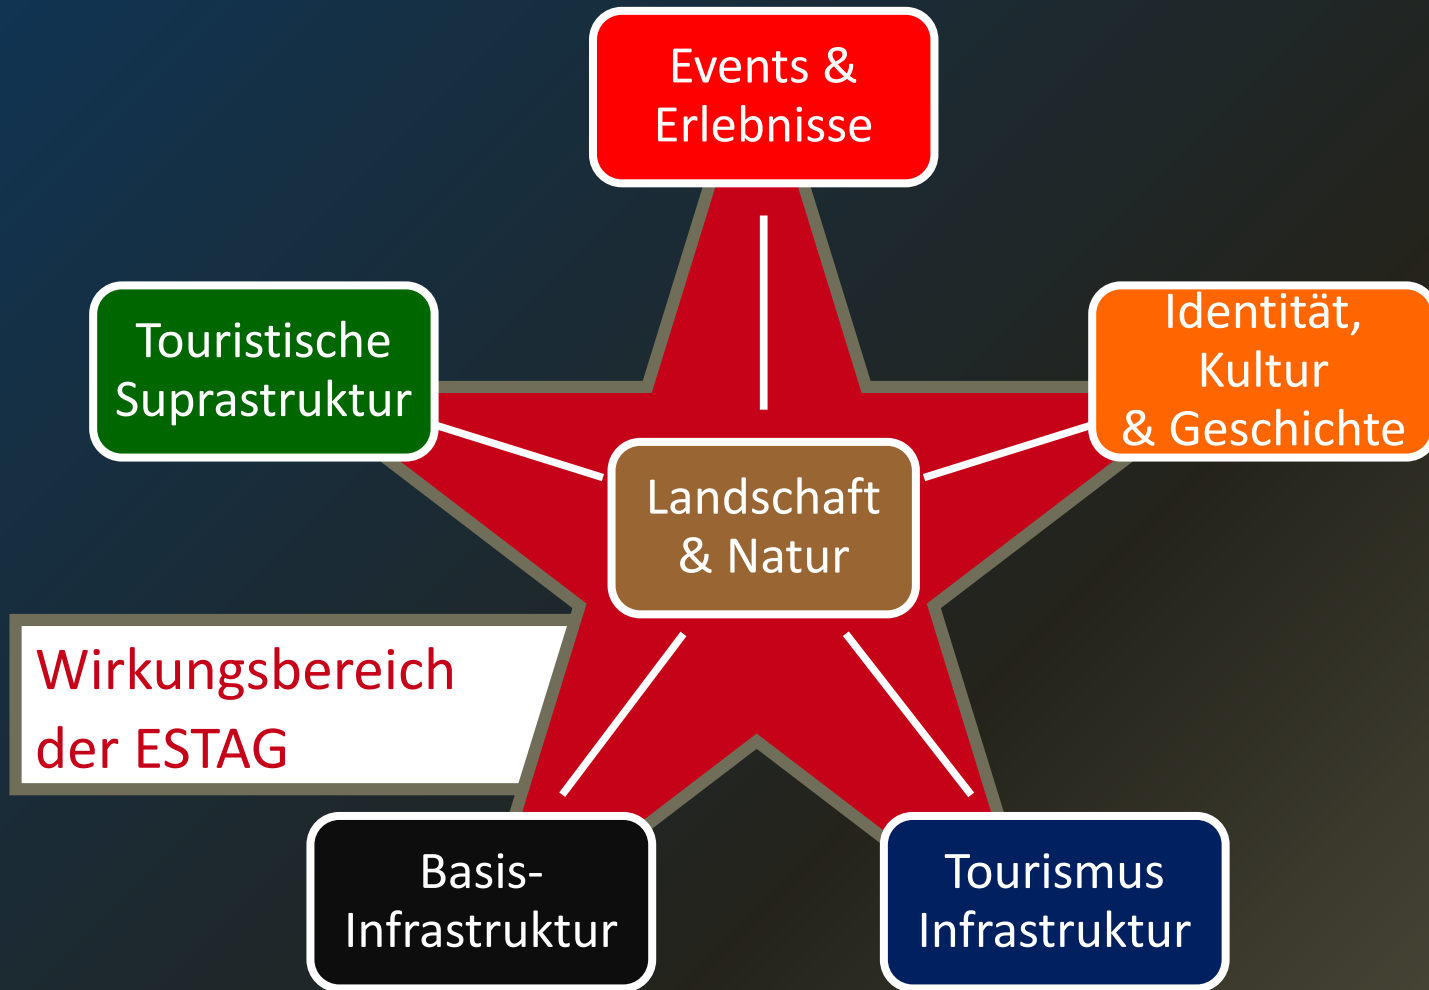 Events &
Erlebnisse
Touristische
Suprastruktur
Identität,
Kultur
& Geschichte
Landschaft
& Natur
Wirkungsbereich
der ESTAG
Basis-
Infrastruktur
Tourismus
Infrastruktur